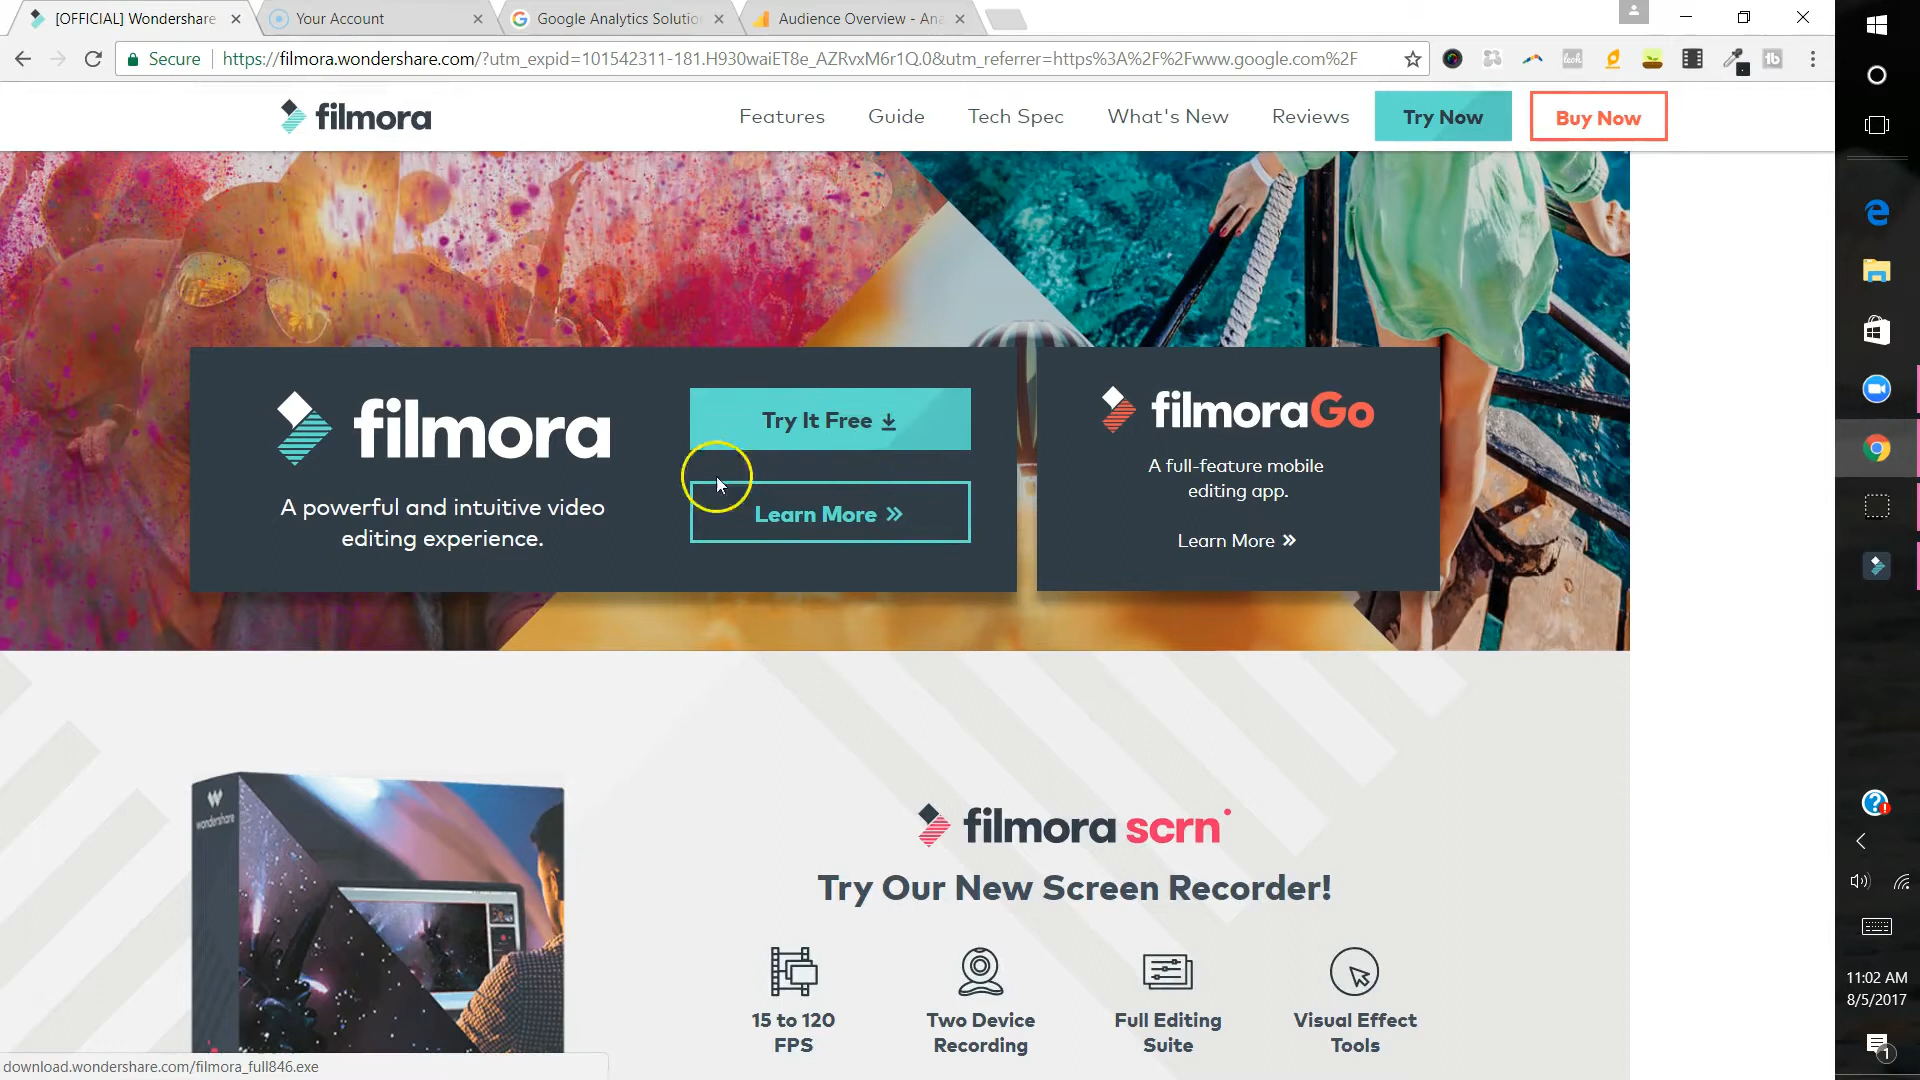 [OFFICIAL] Wondershare
Your Account
Google Analytics Solutio
Audience Overview - Ana
Secure
https://filmora.wondershare.com/?utm_expid=101542311-181.H930waiET8e_AZRvxM6r1Q.0&utm_referrer=https%3A%2F%2Fwww.google.com%2F
filmora
Features
Guide
Tech Spec
What's New
Reviews
Try Now
Buy Now
filmora
A powerful and intuitive video
editing experience.
Try It Free
Learn More »
filmoraGo
A full-feature mobile
editing app.
Learn More »
wondershare
filmora scrn
Try Our New Screen Recorder!
15 to 120
FPS
Two Device
Recording
Full Editing
Suite
Visual Effect
Tools
download.wondershare.com/filmora_full846.exe
11:02 AM
8/5/2017
1